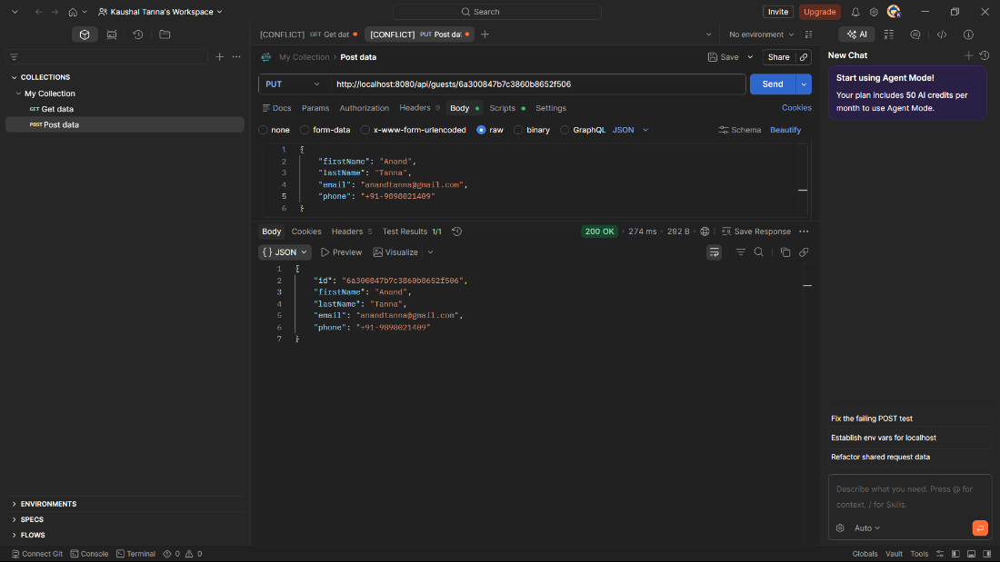 Kaushal Tanna's Workspace
Search
Invite
Upgrade
[CONFLICT] GET Get dat
[CONFLICT] PUT Post da
No environment
AI
My Collection > Post data
Save
Share
New Chat
COLLECTIONS
My Collection
GET Get data
POST Post data
PUT
http://localhost:8080/api/guests/6a300847b7c3860b8652f506
Send
Start using Agent Mode!
Your plan includes 50 AI credits per
month to use Agent Mode.
Docs Params Authorization Headers 9 Body Scripts Settings
Cookies
none form-data x-www-form-urlencoded raw binary GraphQL JSON
Schema Beautify
1 {
2 "firstName": "Anand",
3 "lastName": "Tanna",
4 "email": "anandtanna@gmail.com",
5 "phone": "+91-9898021409"
6 }
Body Cookies Headers 5 Test Results 1/1
200 OK • 274 ms • 292 B
Save Response
{ } JSON Preview Visualize
1 {
2 "id": "6a300847b7c3860b8652f506",
3 "firstName": "Anand",
4 "lastName": "Tanna",
5 "email": "anandtanna@gmail.com",
6 "phone": "+91-9898021409"
7 }
Fix the failing POST test
Establish env vars for localhost
Refactor shared request data
Describe what you need. Press @ for
context, / for Skills.
Auto
ENVIRONMENTS
SPECS
FLOWS
Connect Git Console Terminal 0 0
Globals Vault Tools